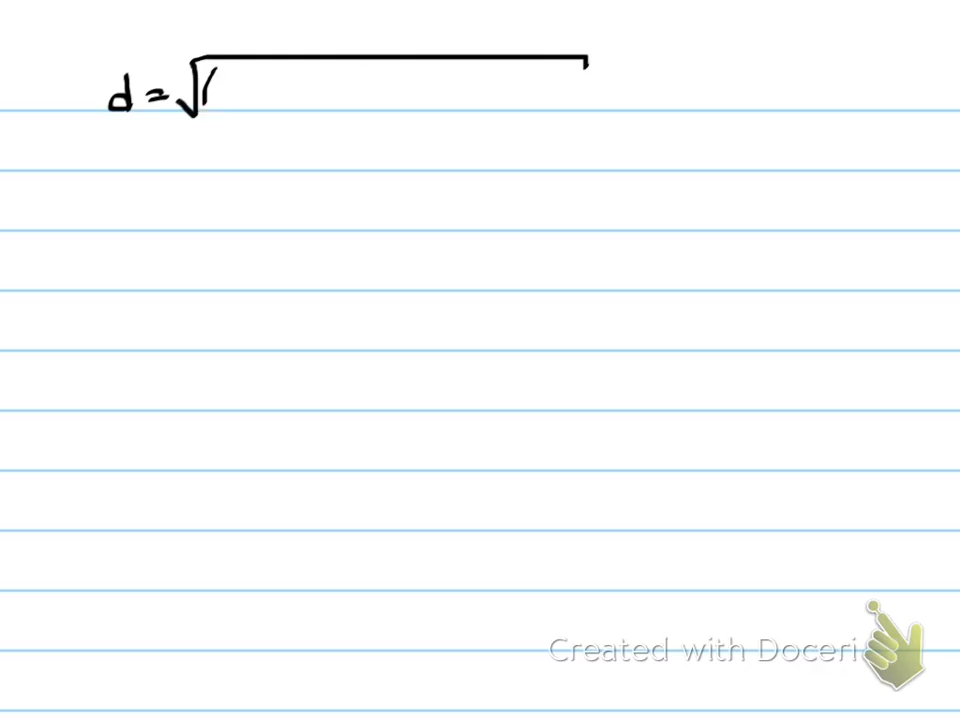 d = √(
Created with Doceri